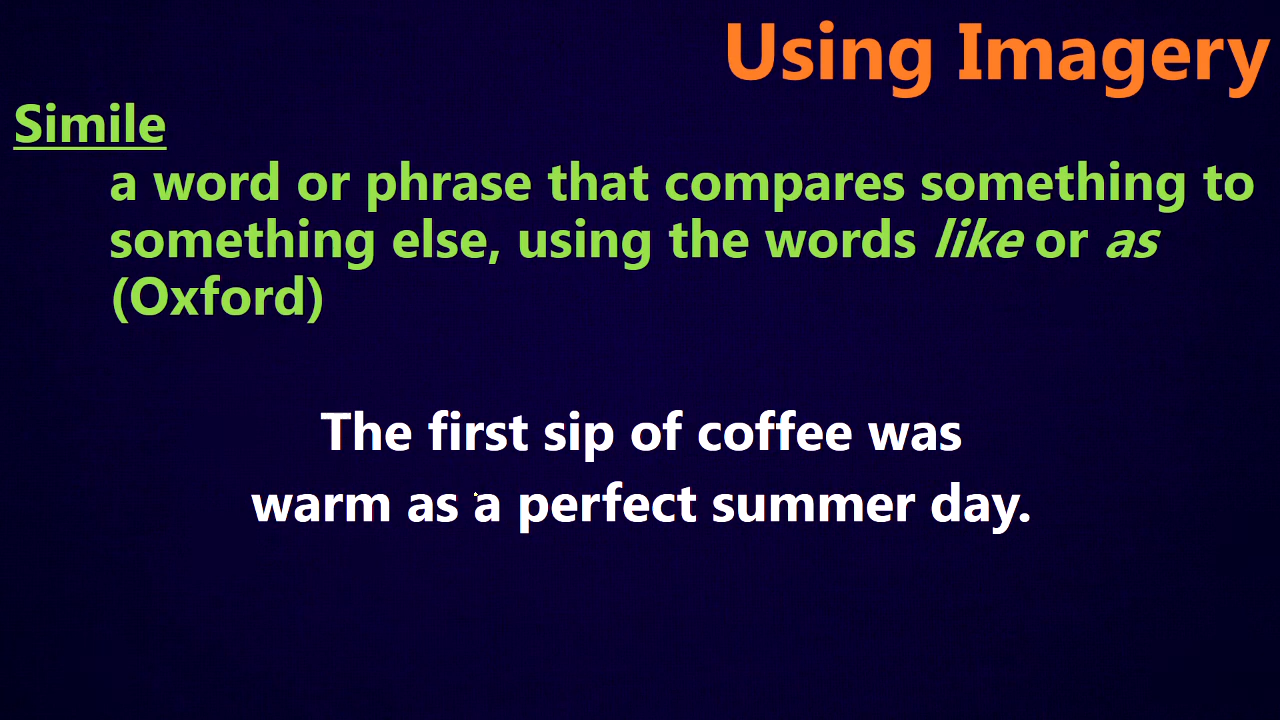 Using Imagery
Simile
a word or phrase that compares something to
something else, using the words like or as
(Oxford)
The first sip of coffee was
warm as a perfect summer day.